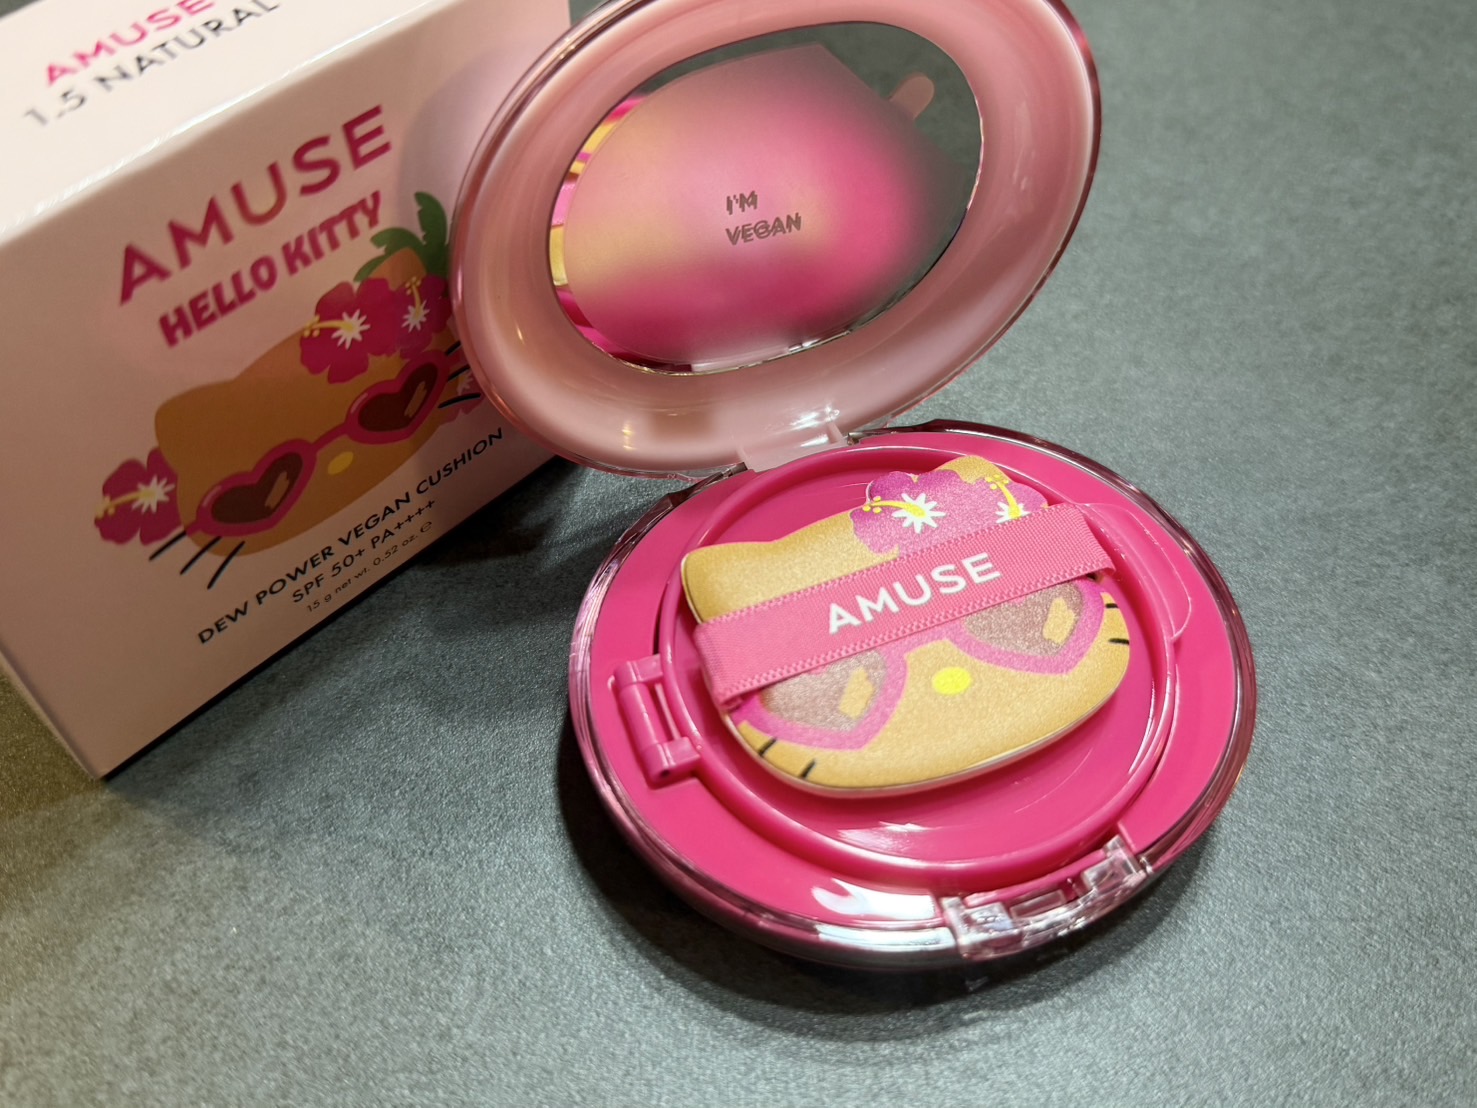 AMUSE
1.5 NATURAL
AMUSE
HELLO KITTY
DEW POWER VEGAN CUSHION
SPF 50+ PA++++
15 g net wt. 0.52 oz. ℮
I'M
VEGAN
AMUSE